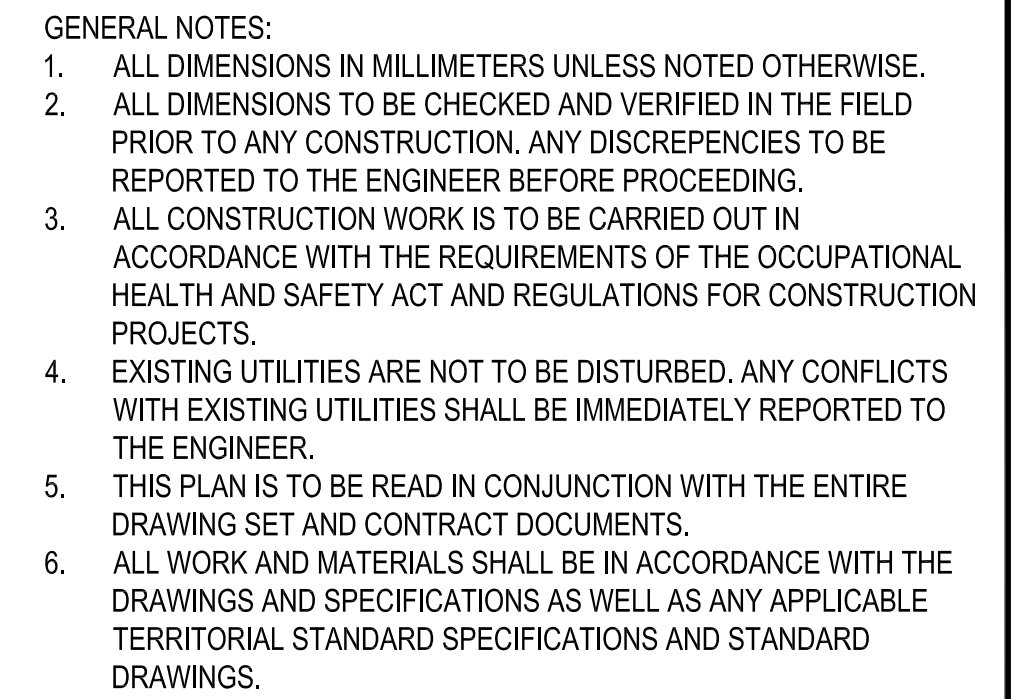 GENERAL NOTES:
1. ALL DIMENSIONS IN MILLIMETERS UNLESS NOTED OTHERWISE.
2. ALL DIMENSIONS TO BE CHECKED AND VERIFIED IN THE FIELD
PRIOR TO ANY CONSTRUCTION. ANY DISCREPENCIES TO BE
REPORTED TO THE ENGINEER BEFORE PROCEEDING.
3. ALL CONSTRUCTION WORK IS TO BE CARRIED OUT IN
ACCORDANCE WITH THE REQUIREMENTS OF THE OCCUPATIONAL
HEALTH AND SAFETY ACT AND REGULATIONS FOR CONSTRUCTION
PROJECTS.
4. EXISTING UTILITIES ARE NOT TO BE DISTURBED. ANY CONFLICTS
WITH EXISTING UTILITIES SHALL BE IMMEDIATELY REPORTED TO
THE ENGINEER.
5. THIS PLAN IS TO BE READ IN CONJUNCTION WITH THE ENTIRE
DRAWING SET AND CONTRACT DOCUMENTS.
6. ALL WORK AND MATERIALS SHALL BE IN ACCORDANCE WITH THE
DRAWINGS AND SPECIFICATIONS AS WELL AS ANY APPLICABLE
TERRITORIAL STANDARD SPECIFICATIONS AND STANDARD
DRAWINGS.